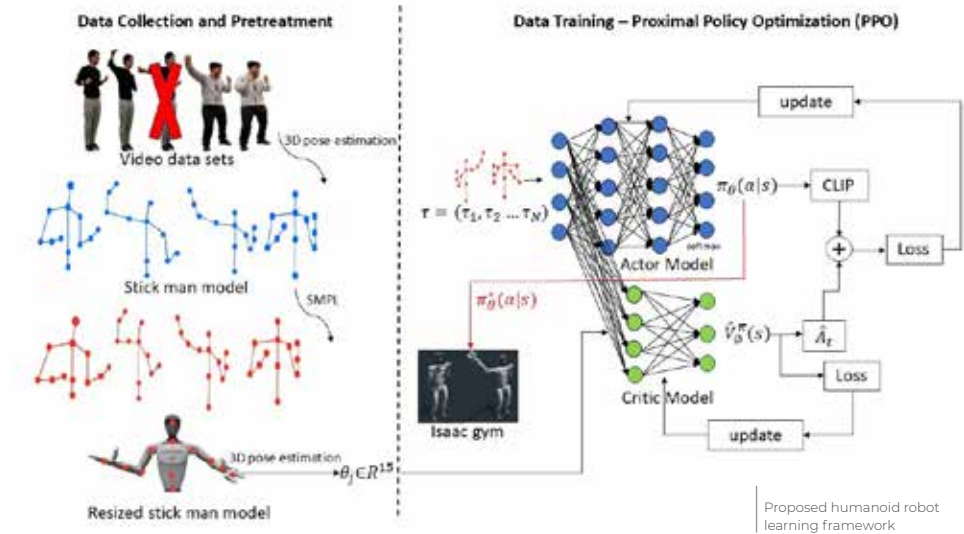 Data Collection and Pretreatment
Video data sets
3D pose estimation
Stick man model
SMPL
3D pose estimation
θj⊂R¹⁵
Resized stick man model
Data Training – Proximal Policy Optimization (PPO)
update
τ = (τ₁, τ₂ … τN)
softmax
Actor Model
πθ(a|s)
CLIP
+
Loss
π*θ(a|s)
Isaac gym
Critic Model
V̂ᵠπ(s)
Ât
Loss
update
Proposed humanoid robot
learning framework